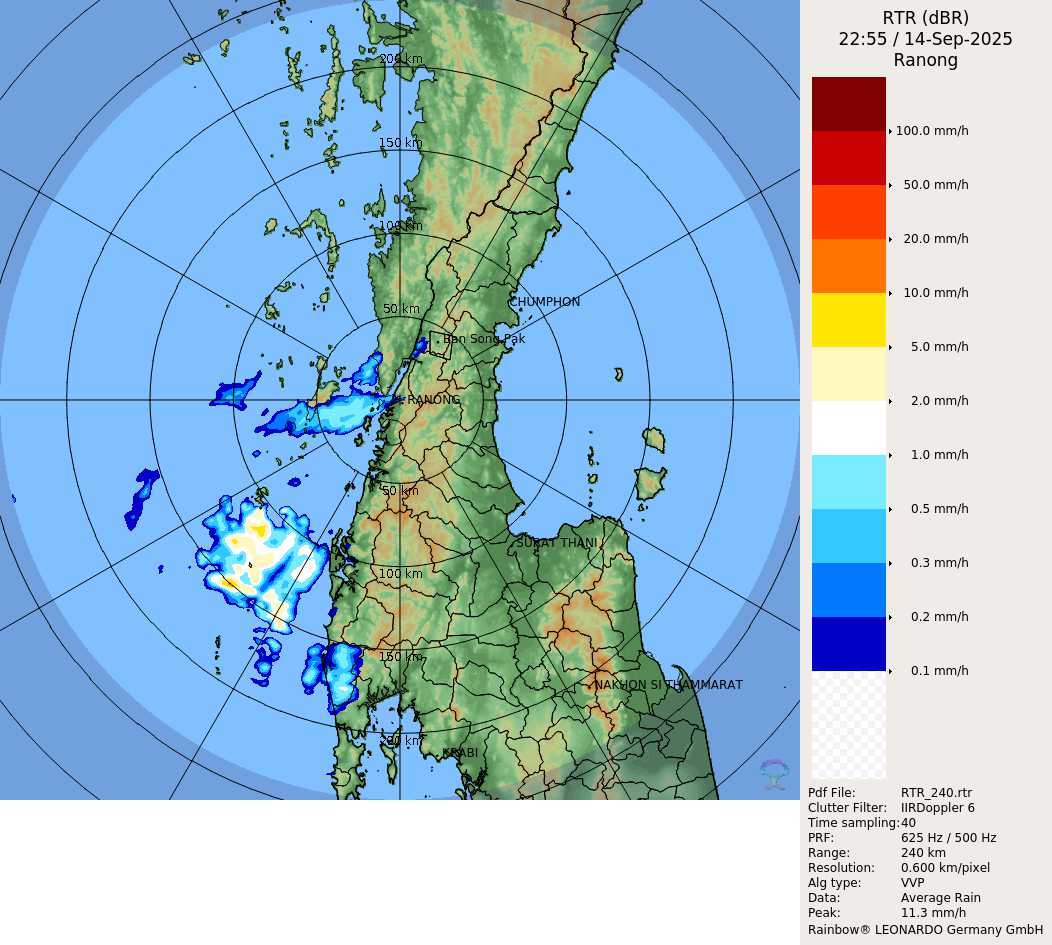 RTR (dBR)
22:55 / 14-Sep-2025
Ranong
200 km
150 km
100 km
50 km
CHUMPHON
Ban Song Pak
RANONG
50 km
SURAT THANI
100 km
150 km
NAKHON SI THAMMARAT
200 km
KRABI
100.0 mm/h
50.0 mm/h
20.0 mm/h
10.0 mm/h
5.0 mm/h
2.0 mm/h
1.0 mm/h
0.5 mm/h
0.3 mm/h
0.2 mm/h
0.1 mm/h
Pdf File: RTR_240.rtr
Clutter Filter: IIRDoppler 6
Time sampling:40
PRF: 625 Hz / 500 Hz
Range: 240 km
Resolution: 0.600 km/pixel
Alg type: VVP
Data: Average Rain
Peak: 11.3 mm/h
Rainbow® LEONARDO Germany GmbH